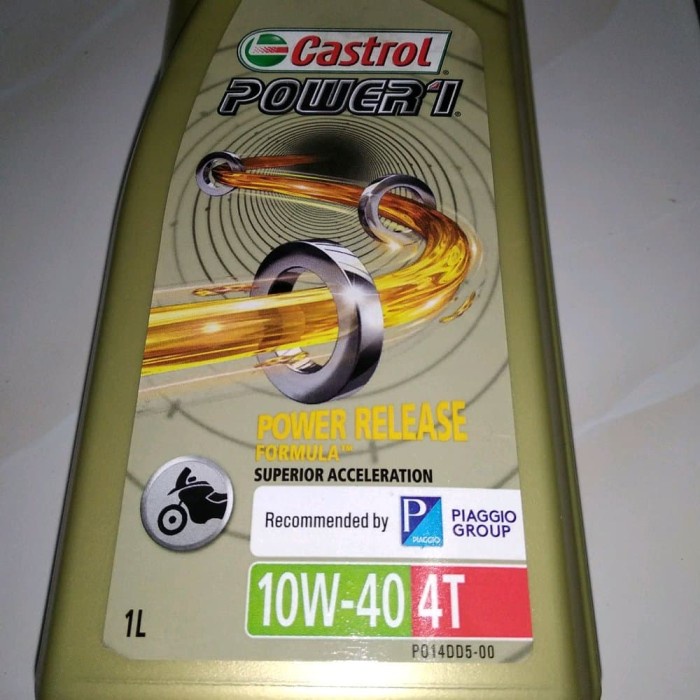 Castrol
POWER1
POWER RELEASE
FORMULA™
SUPERIOR ACCELERATION
Recommended by P PIAGGIO PIAGGIO GROUP
10W-40 4T
1L
P014DD5-00